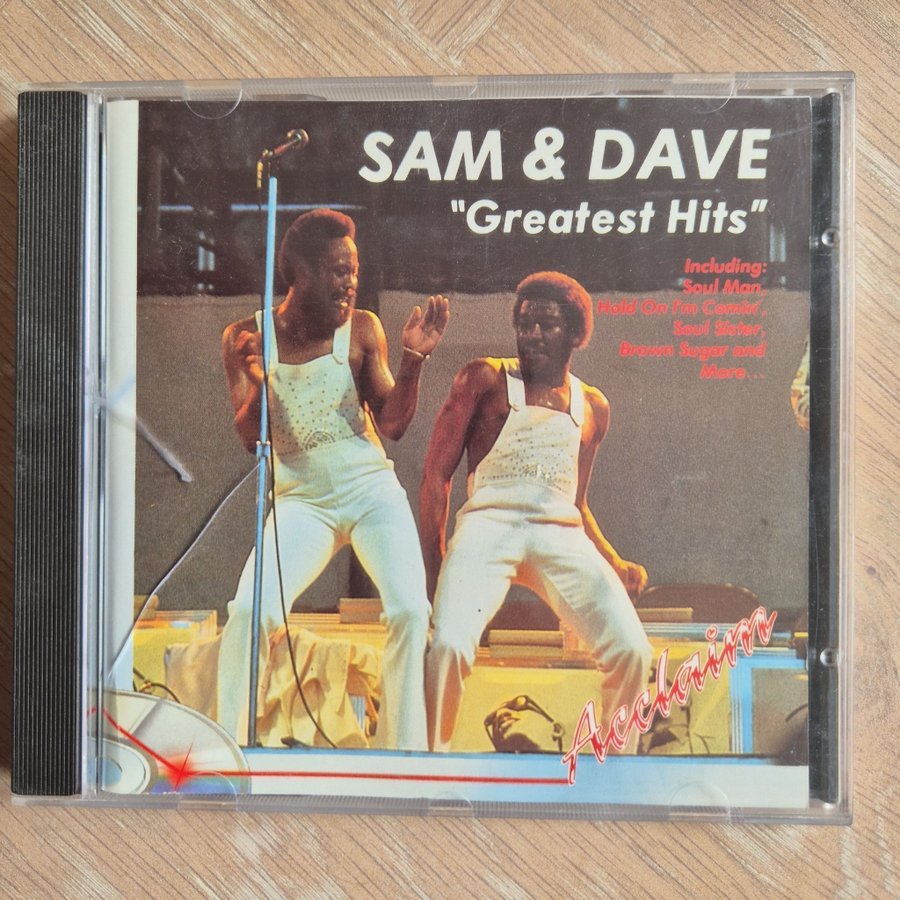 SAM & DAVE
"Greatest Hits"
Including:
Soul Man,
Hold On I'm Comin',
Soul Sister,
Brown Sugar and
More...
Acclaim